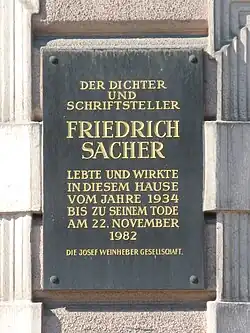 DER DICHTER
UND
SCHRIFTSTELLER
FRIEDRICH
SACHER
LEBTE UND WIRKTE
IN DIESEM HAUSE
VOM JAHRE 1934
BIS ZU SEINEM TODE
AM 22. NOVEMBER
1982
DIE JOSEF WEINHEBER GESELLSCHAFT.